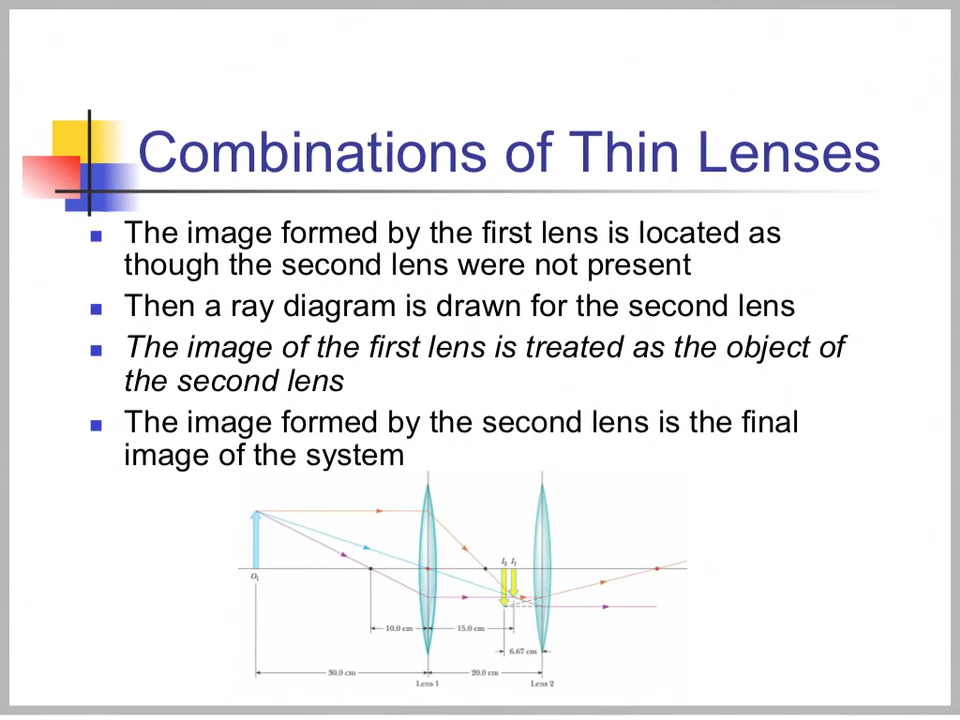 Combinations of Thin Lenses
The image formed by the first lens is located as
though the second lens were not present
Then a ray diagram is drawn for the second lens
The image of the first lens is treated as the object of
the second lens
The image formed by the second lens is the final
image of the system
I2 I1
O1
10.0 cm 15.0 cm
6.67 cm
30.0 cm 20.0 cm
Lens 1 Lens 2